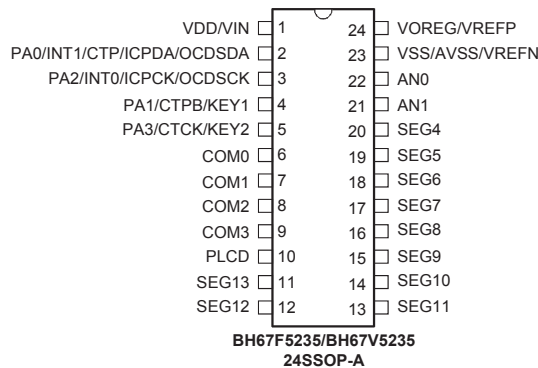 VDD/VIN 1 24 VOREG/VREFP
PA0/INT1/CTP/ICPDA/OCDSDA 2 23 VSS/AVSS/VREFN
PA2/INT0/ICPCK/OCDSCK 3 22 AN0
PA1/CTPB/KEY1 4 21 AN1
PA3/CTCK/KEY2 5 20 SEG4
COM0 6 19 SEG5
COM1 7 18 SEG6
COM2 8 17 SEG7
COM3 9 16 SEG8
PLCD 10 15 SEG9
SEG13 11 14 SEG10
SEG12 12 13 SEG11
BH67F5235/BH67V5235
24SSOP-A